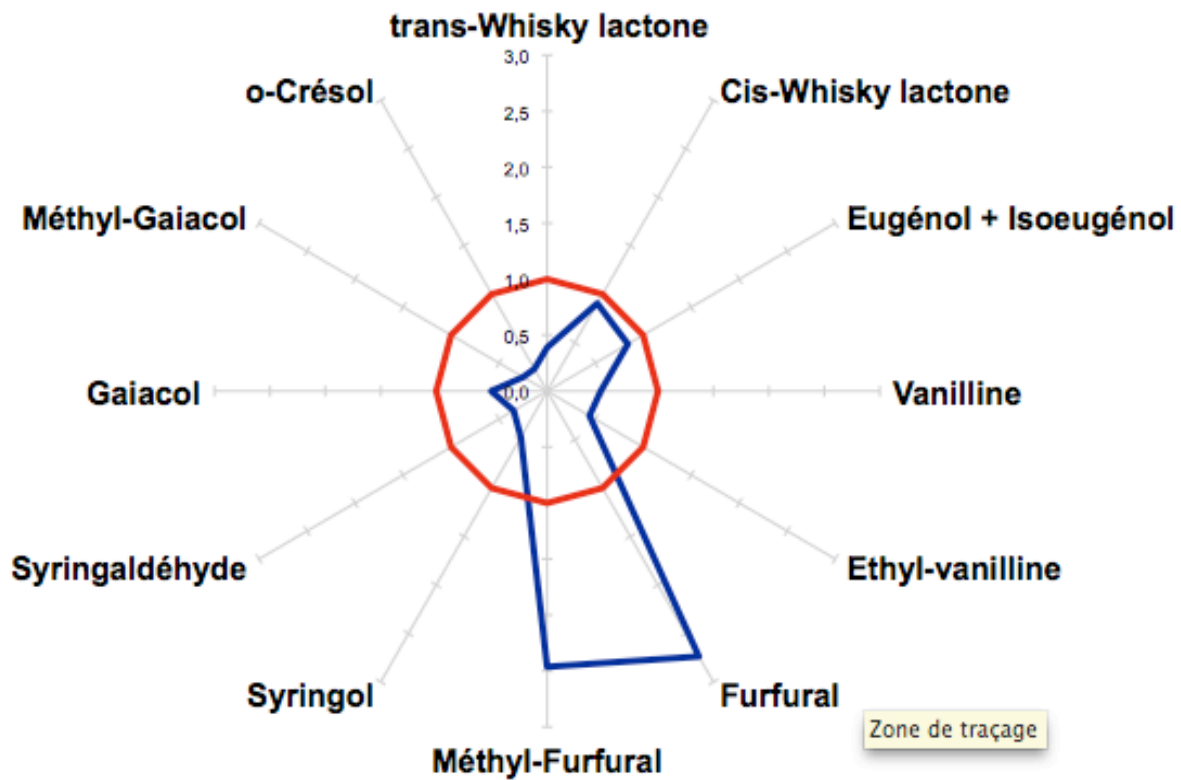 trans-Whisky lactone
3,0
o-Crésol
Cis-Whisky lactone
2,5
2,0
Méthyl-Gaiacol
Eugénol + Isoeugénol
1,5
1,0
0,5
Gaiacol
0,0
Vanilline
Syringaldéhyde
Ethyl-vanilline
Syringol
Furfural
Zone de traçage
Méthyl-Furfural